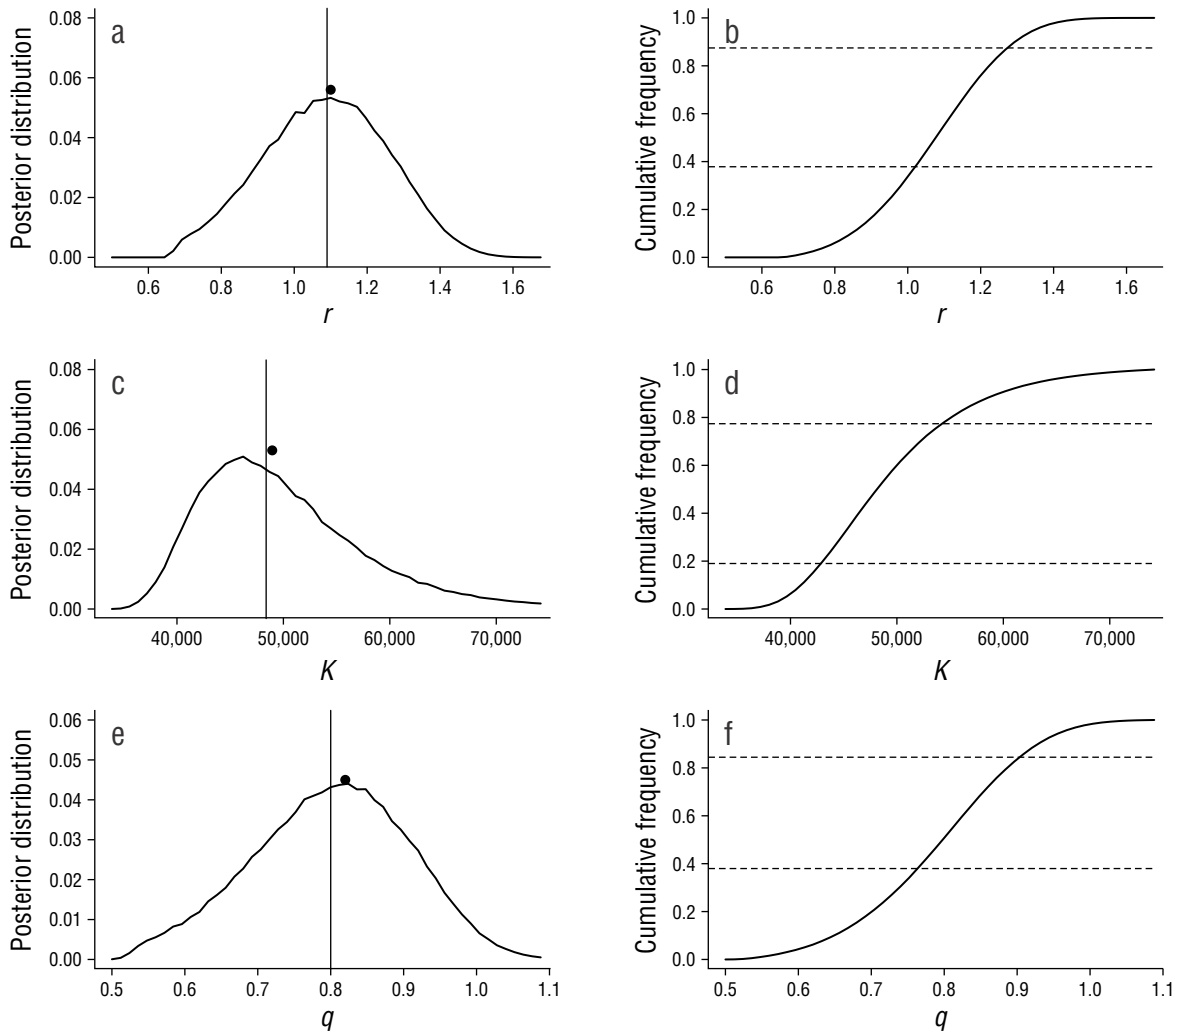 a
Posterior distribution
0.08
0.06
0.04
0.02
0.00
0.6 0.8 1.0 1.2 1.4 1.6
r
b
Cumulative frequency
1.0
0.8
0.6
0.4
0.2
0.0
0.6 0.8 1.0 1.2 1.4 1.6
r
c
Posterior distribution
0.08
0.06
0.04
0.02
0.00
40,000 50,000 60,000 70,000
K
d
Cumulative frequency
1.0
0.8
0.6
0.4
0.2
0.0
40,000 50,000 60,000 70,000
K
e
Posterior distribution
0.06
0.05
0.04
0.03
0.02
0.01
0.00
0.5 0.6 0.7 0.8 0.9 1.0 1.1
q
f
Cumulative frequency
1.0
0.8
0.6
0.4
0.2
0.0
0.5 0.6 0.7 0.8 0.9 1.0 1.1
q